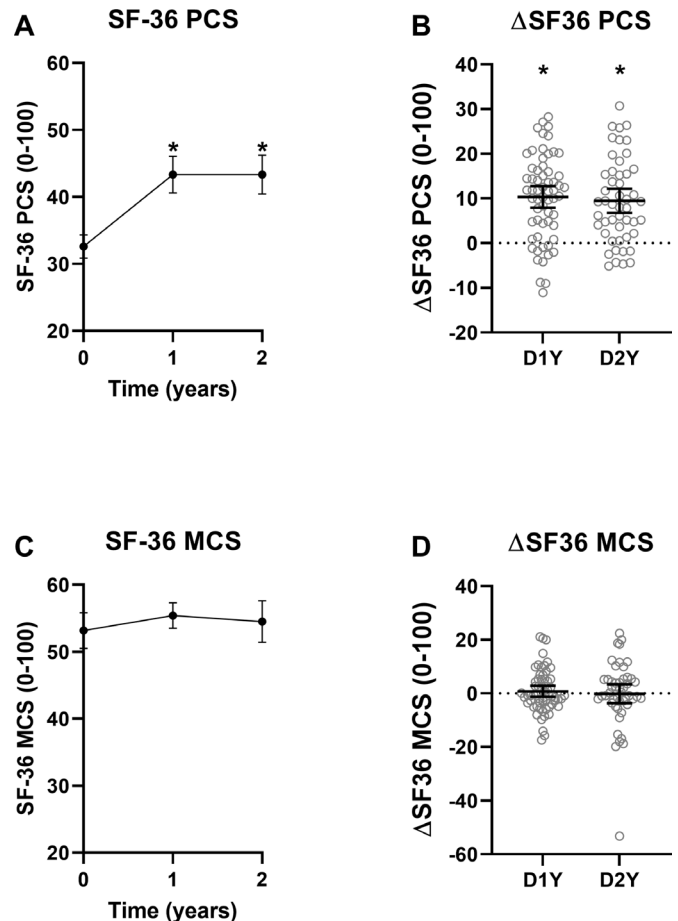 A SF-36 PCS
SF-36 PCS (0-100)
60
50
40
30
20
* *
0 1 2
Time (years)
B ΔSF36 PCS
ΔSF36 PCS (0-100)
40
30
20
10
0
-10
-20
* *
D1Y D2Y
C SF-36 MCS
SF-36 MCS (0-100)
60
50
40
30
20
0 1 2
Time (years)
D ΔSF36 MCS
ΔSF36 MCS (0-100)
40
20
0
-20
-40
-60
D1Y D2Y